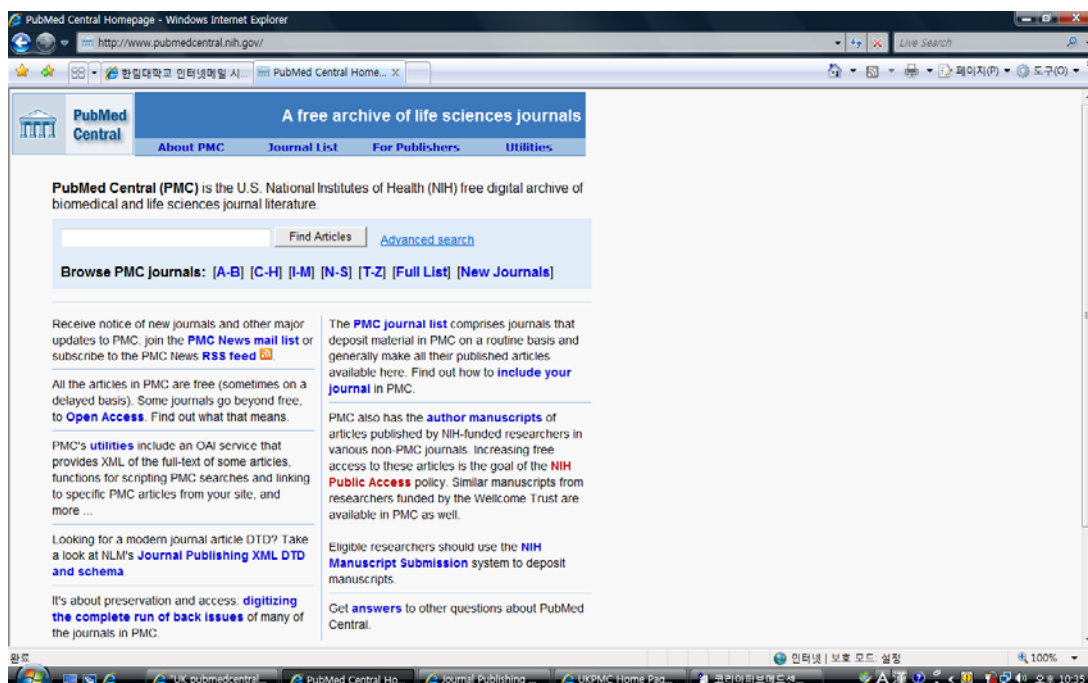 PubMed Central Homepage - Windows Internet Explorer
http://www.pubmedcentral.nih.gov/
Live Search
한림대학교 인터넷메일 시...
PubMed Central Home...
페이지(P)
도구(O)
PubMed
Central
A free archive of life sciences journals
About PMC Journal List For Publishers Utilities
PubMed Central (PMC) is the U.S. National Institutes of Health (NIH) free digital archive of
biomedical and life sciences journal literature.
Find Articles Advanced search
Browse PMC journals: [A-B] [C-H] [I-M] [N-S] [T-Z] [Full List] [New Journals]
Receive notice of new journals and other major
updates to PMC; join the PMC News mail list or
subscribe to the PMC News RSS feed
All the articles in PMC are free (sometimes on a
delayed basis). Some journals go beyond free,
to Open Access. Find out what that means.
PMC's utilities include an OAI service that
provides XML of the full-text of some articles,
functions for scripting PMC searches and linking
to specific PMC articles from your site, and
more ...
Looking for a modern journal article DTD? Take
a look at NLM's Journal Publishing XML DTD
and schema.
It's about preservation and access: digitizing
the complete run of back issues of many of
the journals in PMC.
The PMC journal list comprises journals that
deposit material in PMC on a routine basis and
generally make all their published articles
available here. Find out how to include your
journal in PMC.
PMC also has the author manuscripts of
articles published by NIH-funded researchers in
various non-PMC journals. Increasing free
access to these articles is the goal of the NIH
Public Access policy. Similar manuscripts from
researchers funded by the Wellcome Trust are
available in PMC as well.
Eligible researchers should use the NIH
Manuscript Submission system to deposit
manuscripts.
Get answers to other questions about PubMed
Central.
완료
인터넷 | 보호 모드: 설정
100%
"UK pubmedcentral...
PubMed Central Ho...
Journal Publishing ...
UKPMC Home Pag...
코리아펍메드센...
A 漢
오후 10:35